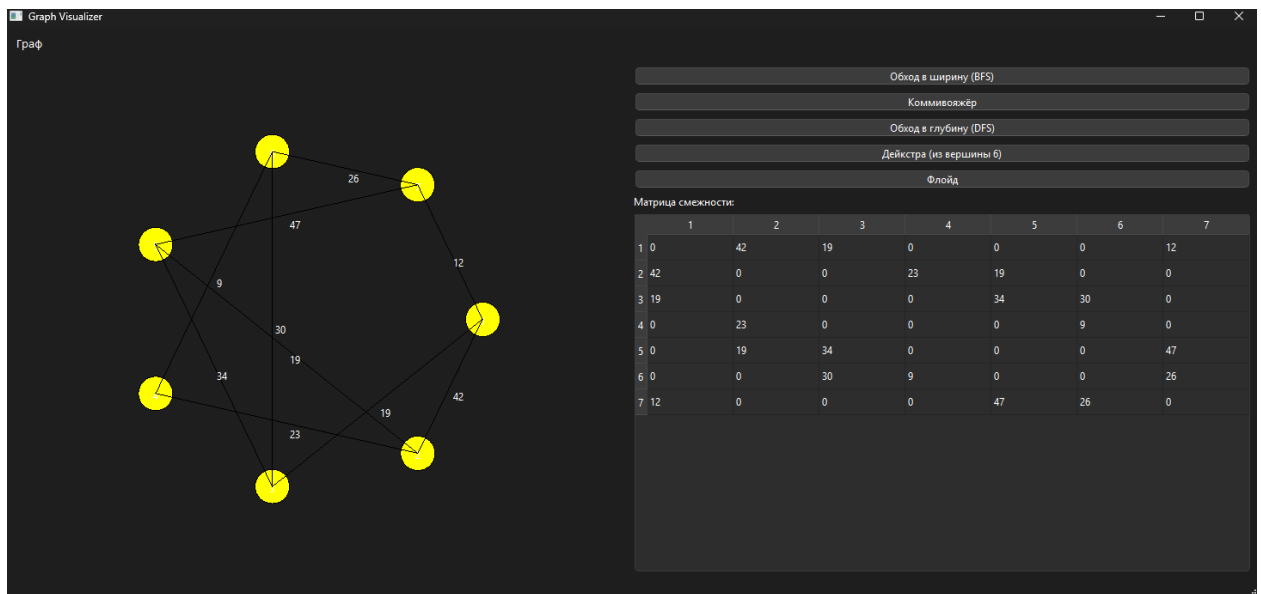 Graph Visualizer
Граф
Обход в ширину (BFS)
Коммивояжёр
Обход в глубину (DFS)
Дейкстра (из вершины 6)
Флойд
Матрица смежности:
1 2 3 4 5 6 7
1 0 42 19 0 0 0 12
2 42 0 0 23 19 0 0
3 19 0 0 0 34 30 0
4 0 23 0 0 0 9 0
5 0 19 34 0 0 0 47
6 0 0 30 9 0 0 26
7 12 0 0 0 47 26 0
26
47
12
9
30
19
34
42
19
23